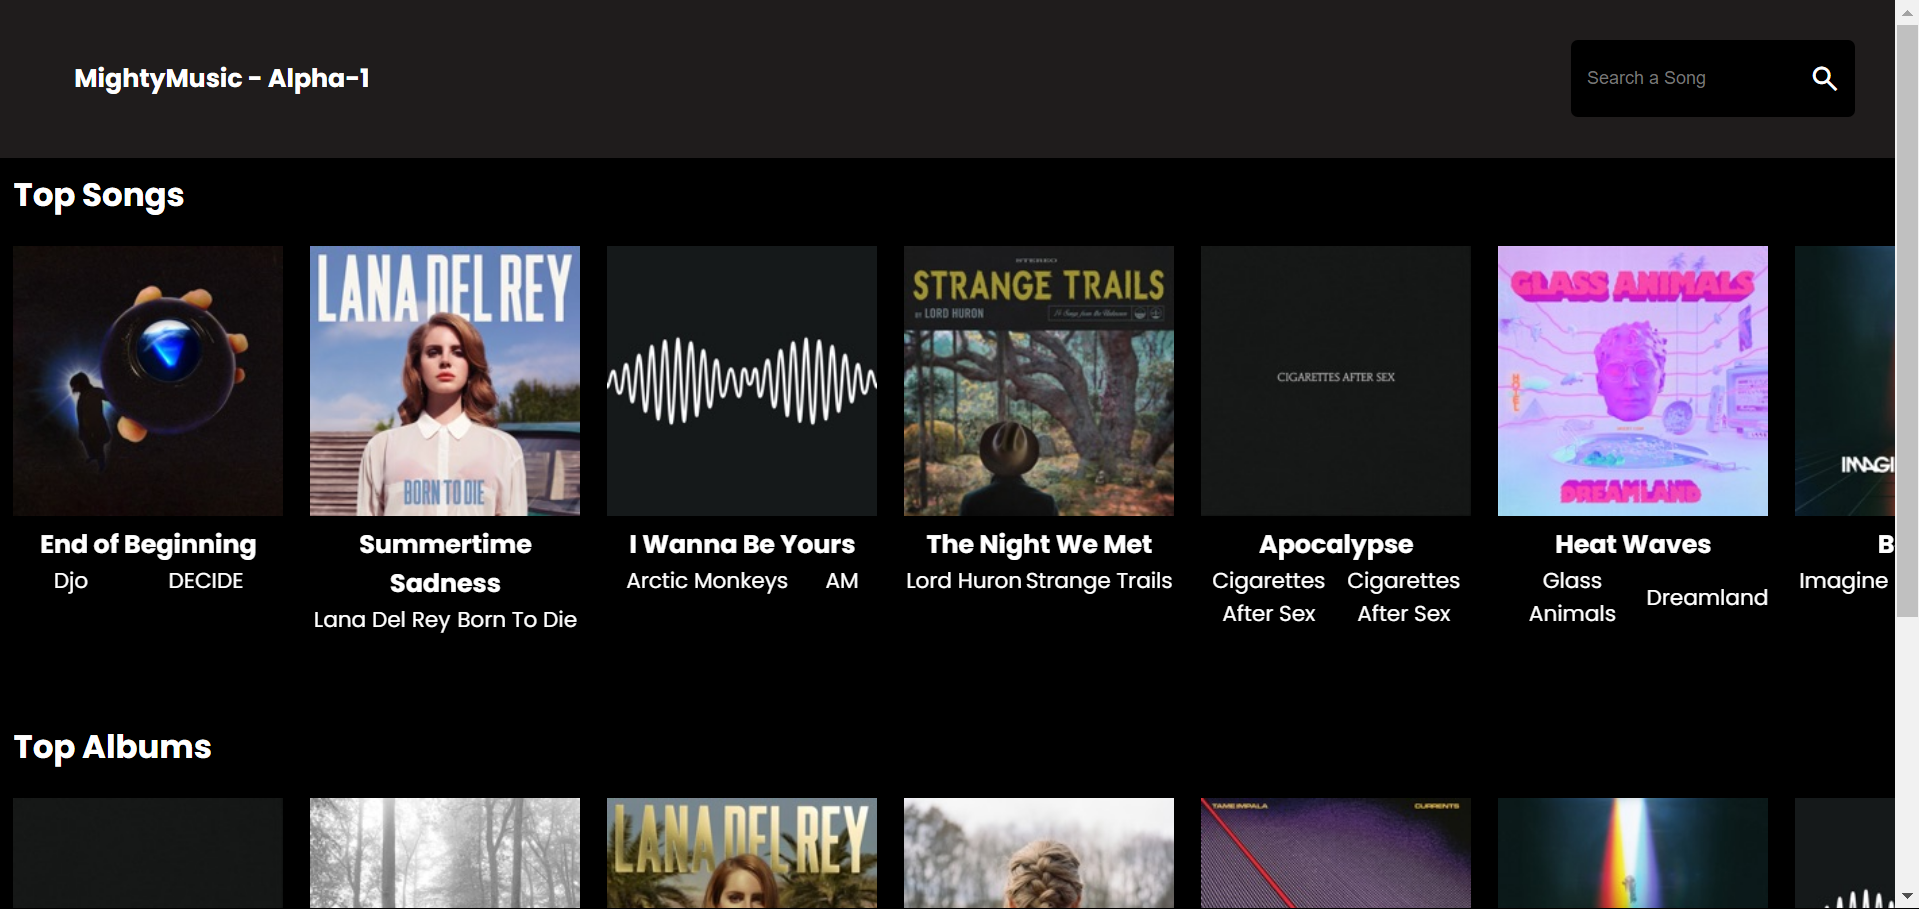 MightyMusic - Alpha-1
Search a Song
Top Songs
LANA DEL REY
BORN TO DIE
STEREO
STRANGE TRAILS
BY LORD HURON
CIGARETTES AFTER SEX
GLASS ANIMALS
HOTEL
DREAMLAND
IMAGI
End of Beginning
Djo DECIDE
Summertime
Sadness
Lana Del Rey Born To Die
I Wanna Be Yours
Arctic Monkeys AM
The Night We Met
Lord Huron Strange Trails
Apocalypse
Cigarettes Cigarettes
After Sex After Sex
Heat Waves
Glass
Animals Dreamland
B
Imagine
Top Albums
LANA DEL REY
TAME IMPALA CURRENTS